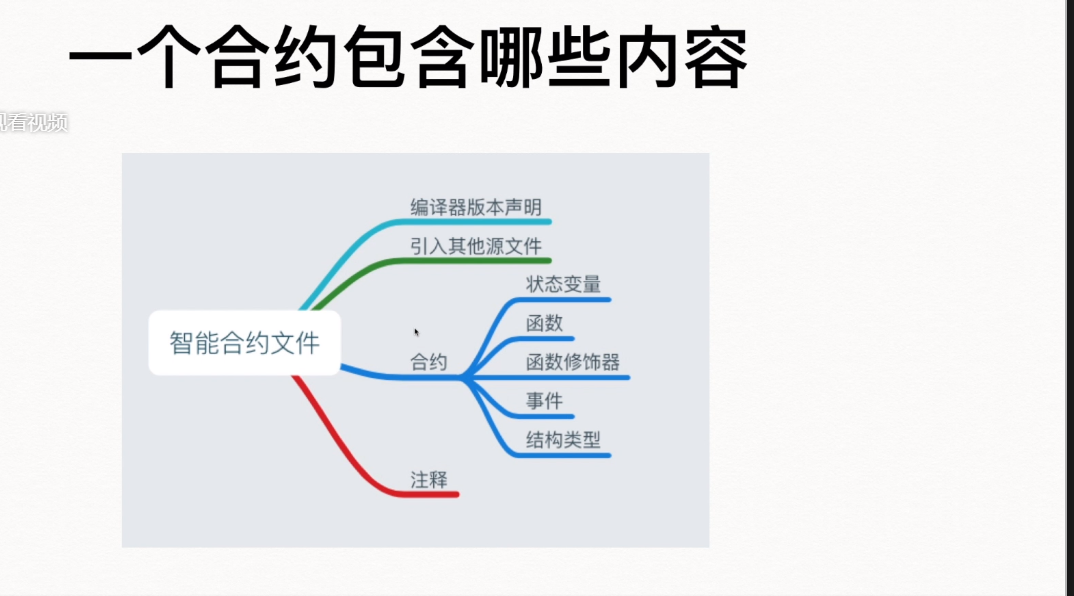 一个合约包含哪些内容
观看视频
编译器版本声明
引入其他源文件
状态变量
函数
智能合约文件
合约
函数修饰器
事件
结构类型
注释